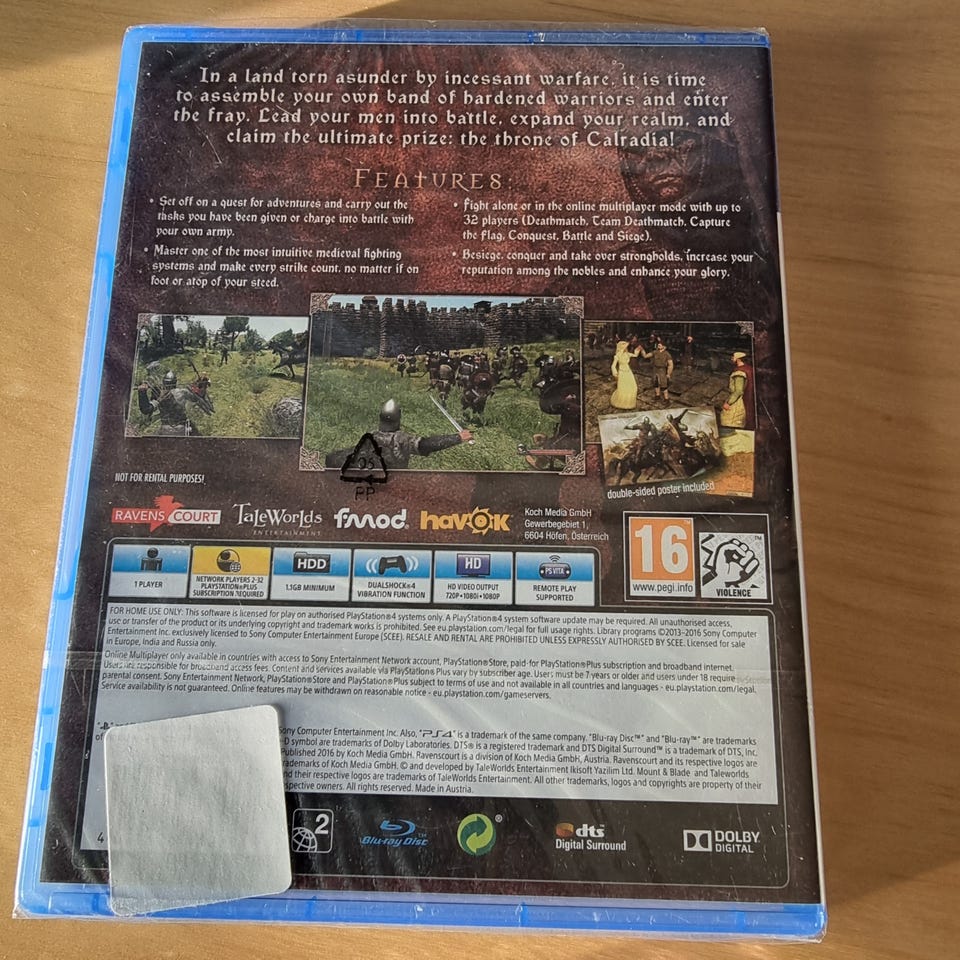 In a land torn asunder by incessant warfare, it is time
to assemble your own band of hardened warriors and enter
the fray. Lead your men into battle, expand your realm, and
claim the ultimate prize: the throne of Calradia!
FEATURES:
• Set off on a quest for adventures and carry out the
tasks you have been given or charge into battle with
your own army.
• Master one of the most intuitive medieval fighting
systems and make every strike count, no matter if on
foot or atop of your steed.
• Fight alone or in the online multiplayer mode with up to
32 players (Deathmatch, Team Deathmatch, Capture
the Flag, Conquest, Battle and Siege).
• Besiege, conquer and take over strongholds, increase your
reputation among the nobles and enhance your glory.
05
PP
NOT FOR RENTAL PURPOSES!
double-sided poster included
RAVENSCOURT
TaleWorlds
ENTERTAINMENT
fmod
havok
Koch Media GmbH
Gewerbegebiet 1,
6604 Höfen, Österreich
16
www.pegi.info
VIOLENCE
1 PLAYER
NETWORK PLAYERS 2-32
PLAYSTATION®PLUS
SUBSCRIPTION REQUIRED
HDD
1.1GB MINIMUM
DUALSHOCK®4
VIBRATION FUNCTION
HD
HD VIDEO OUTPUT
720P•1080i•1080P
PS VITA
REMOTE PLAY
SUPPORTED
FOR HOME USE ONLY: This software is licensed for play on authorised PlayStation®4 systems only. A PlayStation®4 system software update may be required. All unauthorised access,
use or transfer of the product or its underlying copyright and trademark works is prohibited. See eu.playstation.com/legal for full usage rights. Library programs ©2013-2016 Sony Computer
Entertainment Inc. exclusively licensed to Sony Computer Entertainment Europe (SCEE). RESALE AND RENTAL ARE PROHIBITED UNLESS EXPRESSLY AUTHORISED BY SCEE. Licensed for sale
in Europe, India and Russia only.
Online Multiplayer only available in countries with access to Sony Entertainment Network account, PlayStation®Store, paid-for PlayStation®Plus subscription and broadband internet.
Users are responsible for broadband access fees. Content and services available via PlayStation® Plus vary by subscriber age. Users must be 7 years or older and users under 18 require
parental consent. Sony Entertainment Network, PlayStation®Store and PlayStation® Plus subject to terms of use and not available in all countries and languages - eu.playstation.com/legal.
Service availability is not guaranteed. Online features may be withdrawn on reasonable notice - eu.playstation.com/gameservers.
Sony Computer Entertainment Inc. Also, "PS4" is a trademark of the same company. "Blu-ray Disc™" and "Blu-ray™" are trademarks
of
-D symbol are trademarks of Dolby Laboratories. DTS® is a registered trademark and DTS Digital Surround™ is a trademark of DTS, Inc.
Published 2016 by Koch Media GmbH. Ravenscourt is a division of Koch Media GmbH, Austria. Ravenscourt and its respective logos are
trademarks of Koch Media GmbH. © and developed by TaleWorlds Entertainment Ikisoft Yazilim Ltd. Mount & Blade and Taleworlds
nd their respective logos are trademarks of TaleWorlds Entertainment. All other trademarks, logos and copyrights are property of their
spective owners. All rights reserved. Made in Austria.
4
2
Blu-ray Disc™
®
dts
Digital Surround
DOLBY
DIGITAL